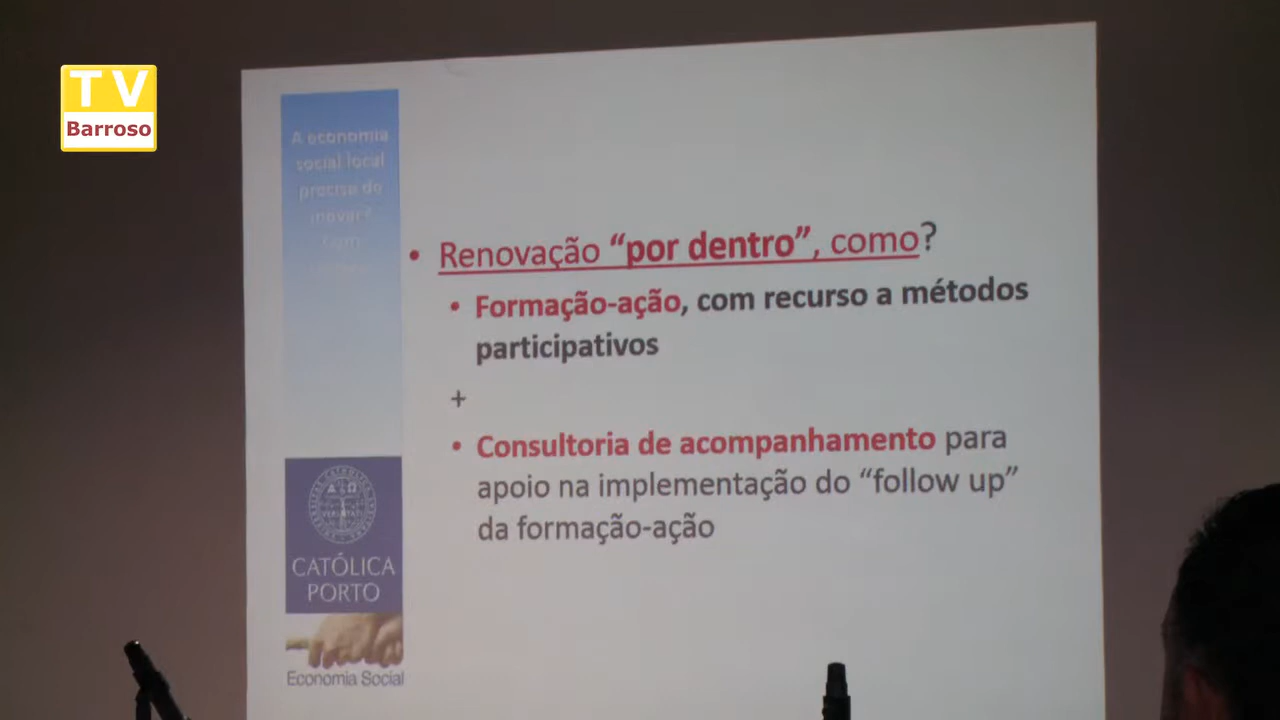 TV
Barroso
A economia
social local
precisa de
inovar?
• Renovação “por dentro”, como?
• Formação-ação, com recurso a métodos
participativos
+
• Consultoria de acompanhamento para
apoio na implementação do “follow up”
da formação-ação
CATÓLICA
PORTO
Economia Social